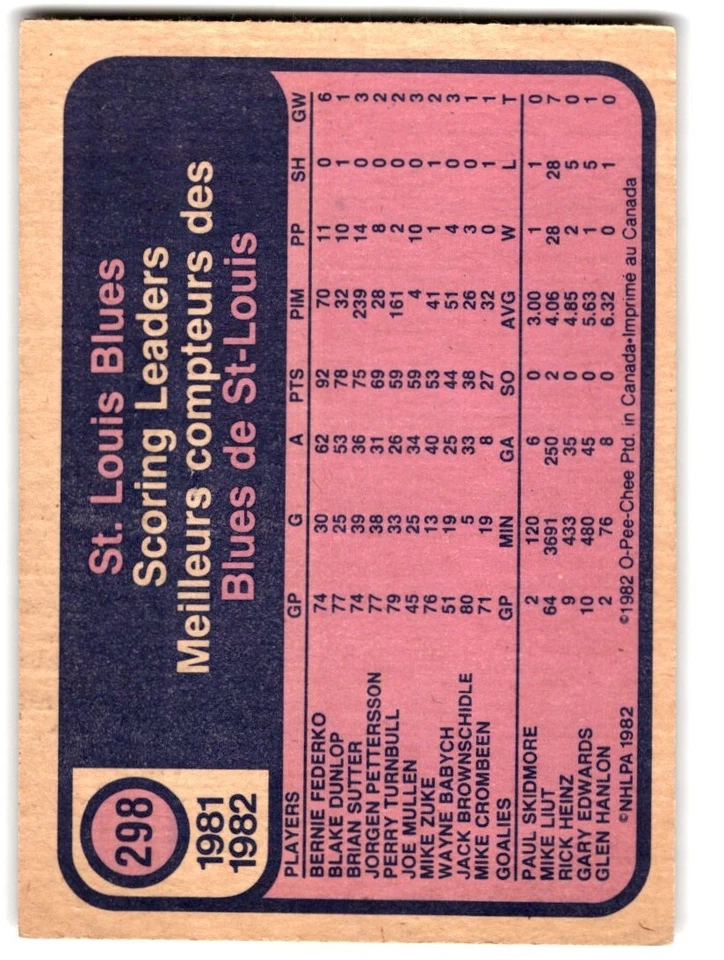 298
1981
1982
St. Louis Blues
Scoring Leaders
Meilleurs compteurs des
Blues de St-Louis
PLAYERS GP G A PTS PIM PP SH GW
BERNIE FEDERKO 74 30 62 92 70 11 0 6
BLAKE DUNLOP 77 25 53 78 32 10 1 1
BRIAN SUTTER 74 39 36 75 239 14 0 3
JORGEN PETTERSSON 77 38 31 69 28 8 0 2
PERRY TURNBULL 79 33 26 59 161 2 0 2
JOE MULLEN 45 25 34 59 4 10 0 3
MIKE ZUKE 76 13 40 53 41 1 1 2
WAYNE BABYCH 51 19 25 44 51 4 0 3
JACK BROWNSCHIDLE 80 5 33 38 26 3 0 1
MIKE CROMBEEN 71 19 8 27 32 0 1 1
GOALIES GP MIN GA SO AVG W L T
PAUL SKIDMORE 2 120 6 0 3.00 1 1 0
MIKE LIUT 64 3691 250 2 4.06 28 28 7
RICK HEINZ 9 433 35 0 4.85 2 5 0
GARY EDWARDS 10 480 45 0 5.63 1 5 1
GLEN HANLON 2 76 8 0 6.32 0 1 0
©NHLPA 1982 ©1982 O-Pee-Chee Ptd. in Canada•Imprimé au Canada